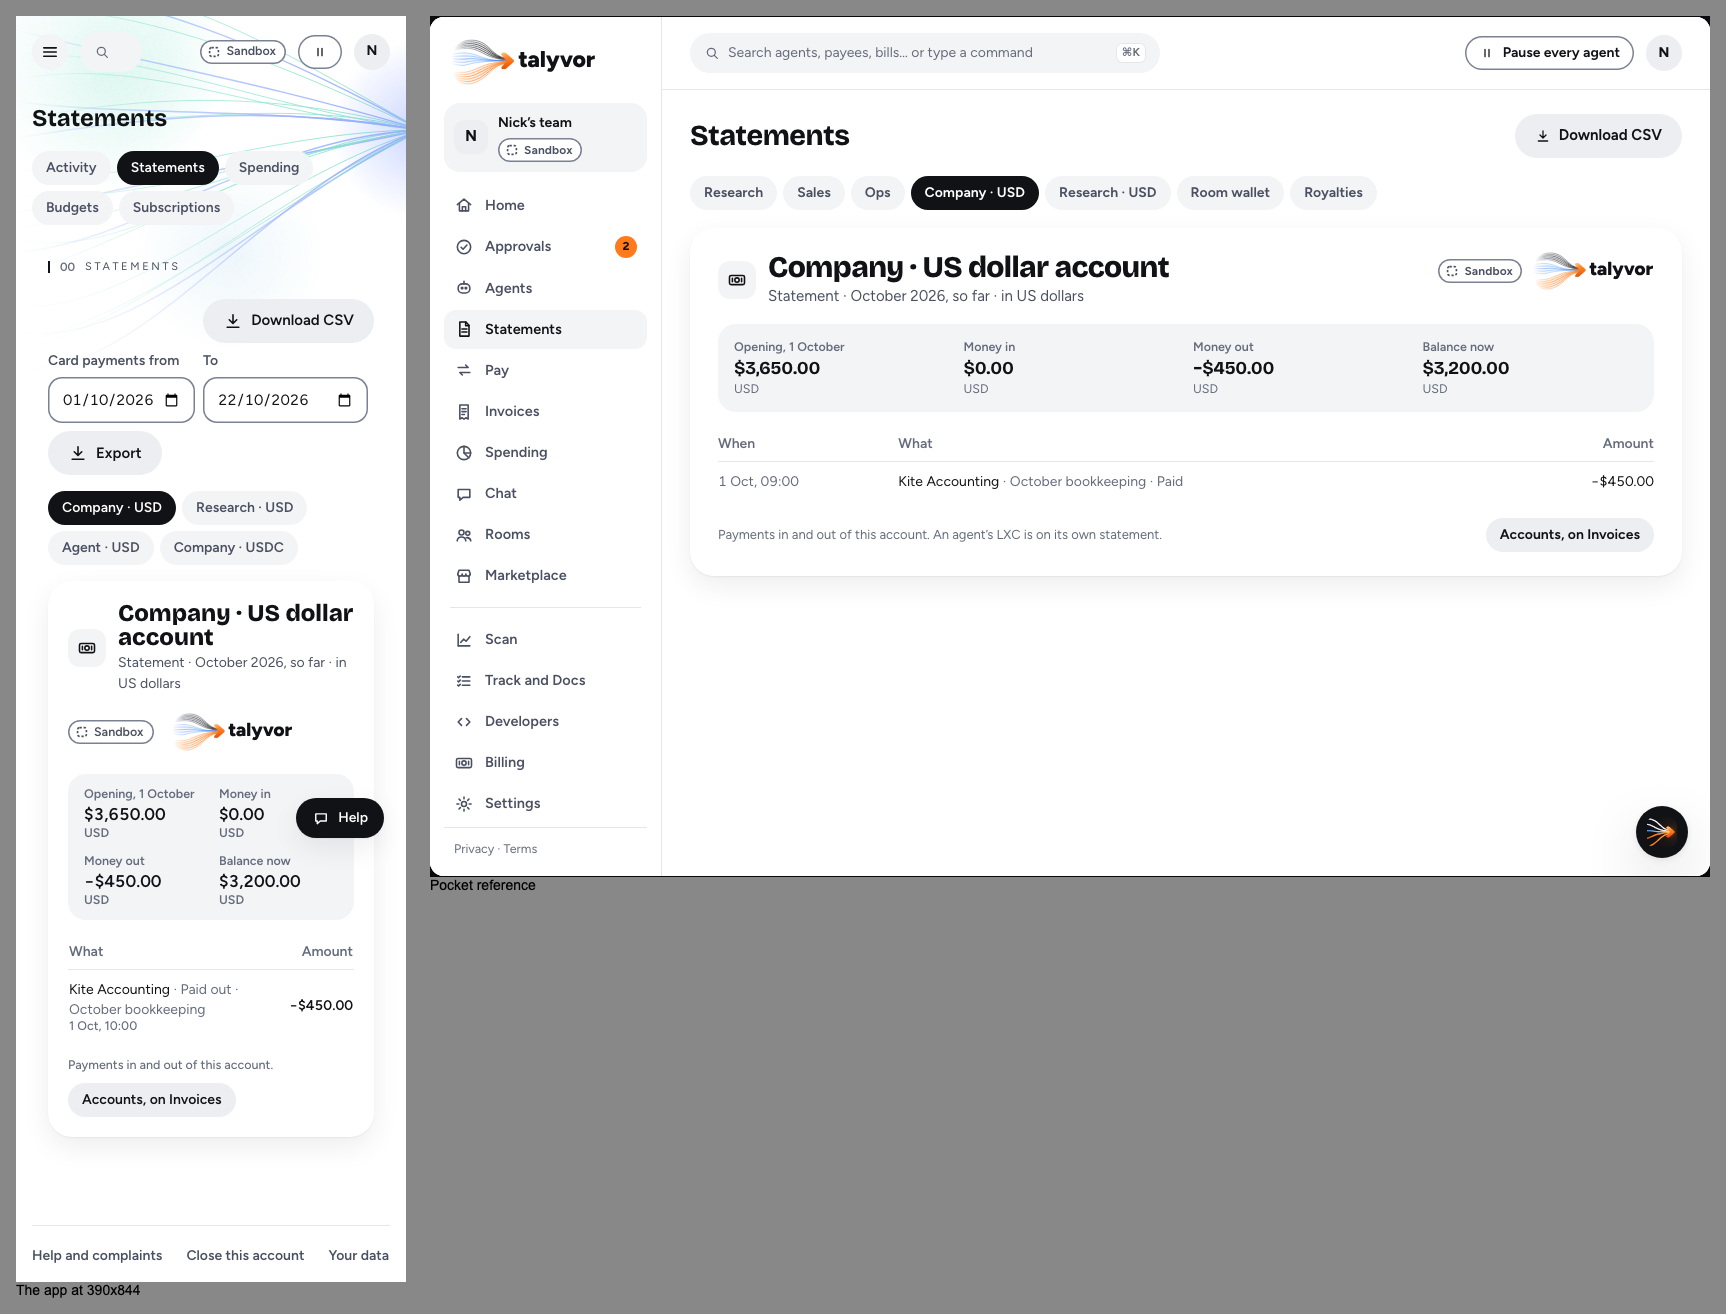 Sandbox
N
Statements
Activity
Statements
Spending
Budgets
Subscriptions
00 STATEMENTS
Download CSV
Card payments from
To
01/10/2026
22/10/2026
Export
Company · USD
Research · USD
Agent · USD
Company · USDC
Company · US dollar
account
Statement · October 2026, so far · in
US dollars
Sandbox
talyvor
Opening, 1 October
$3,650.00
USD
Money in
$0.00
USD
Help
Money out
−$450.00
USD
Balance now
$3,200.00
USD
What
Amount
Kite Accounting · Paid out ·
October bookkeeping
1 Oct, 10:00
−$450.00
Payments in and out of this account.
Accounts, on Invoices
Help and complaints
Close this account
Your data
The app at 390x844
talyvor
N
Nick's team
Sandbox
Home
Approvals
2
Agents
Statements
Pay
Invoices
Spending
Chat
Rooms
Marketplace
Scan
Track and Docs
Developers
Billing
Settings
Privacy · Terms
Search agents, payees, bills... or type a command
⌘K
Pause every agent
N
Statements
Download CSV
Research
Sales
Ops
Company · USD
Research · USD
Room wallet
Royalties
Company · US dollar account
Statement · October 2026, so far · in US dollars
Sandbox
talyvor
Opening, 1 October
$3,650.00
USD
Money in
$0.00
USD
Money out
−$450.00
USD
Balance now
$3,200.00
USD
When
What
Amount
1 Oct, 09:00
Kite Accounting · October bookkeeping · Paid
−$450.00
Payments in and out of this account. An agent's LXC is on its own statement.
Accounts, on Invoices
Pocket reference